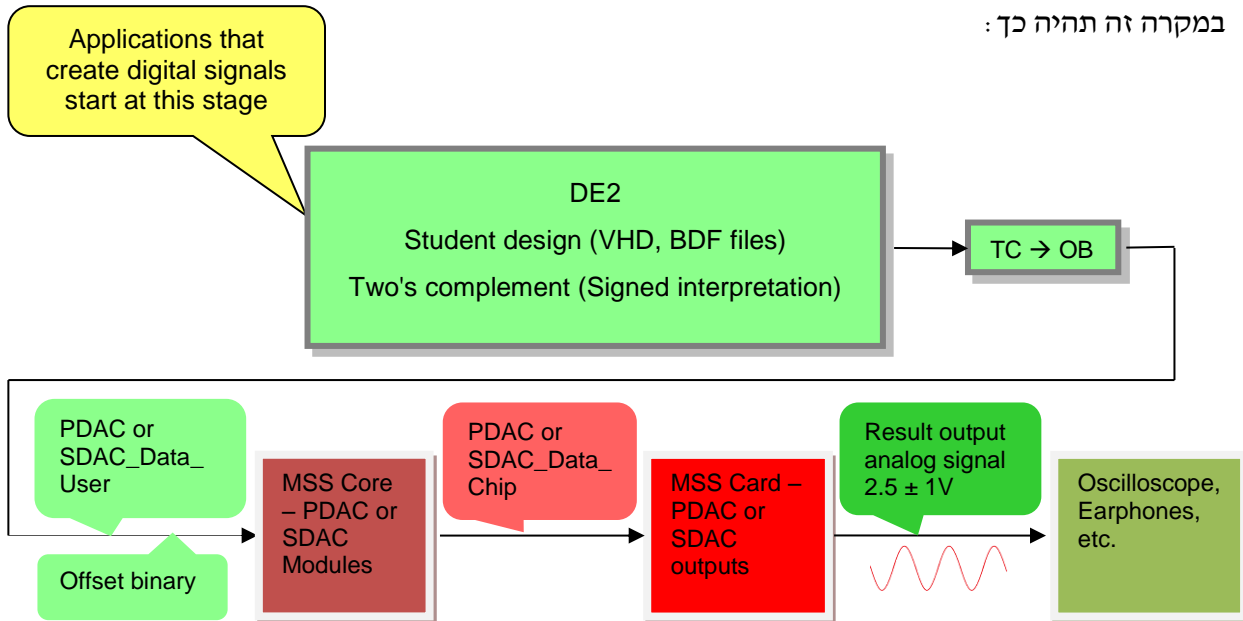 במקרה זה תהיה כך :
Applications that
create digital signals
start at this stage
DE2
Student design (VHD, BDF files)
Two's complement (Signed interpretation)
TC → OB
PDAC or
SDAC_Data_
User
Offset binary
MSS Core
– PDAC or
SDAC
Modules
PDAC or
SDAC_Data_
Chip
MSS Card –
PDAC or
SDAC
outputs
Result output
analog signal
2.5 ± 1V
Oscilloscope,
Earphones,
etc.